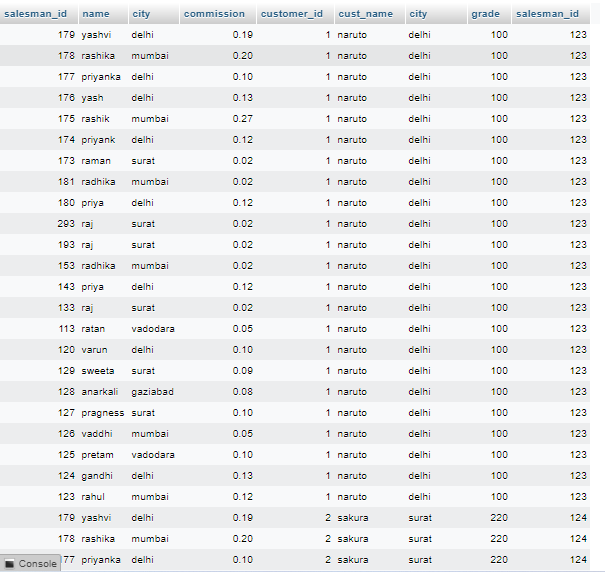 salesman_id name city commission customer_id cust_name city grade salesman_id
179 yashvi delhi 0.19 1 naruto delhi 100 123
178 rashika mumbai 0.20 1 naruto delhi 100 123
177 priyanka delhi 0.10 1 naruto delhi 100 123
176 yash delhi 0.13 1 naruto delhi 100 123
175 rashik mumbai 0.27 1 naruto delhi 100 123
174 priyank delhi 0.12 1 naruto delhi 100 123
173 raman surat 0.02 1 naruto delhi 100 123
181 radhika mumbai 0.02 1 naruto delhi 100 123
180 priya delhi 0.12 1 naruto delhi 100 123
293 raj surat 0.02 1 naruto delhi 100 123
193 raj surat 0.02 1 naruto delhi 100 123
153 radhika mumbai 0.02 1 naruto delhi 100 123
143 priya delhi 0.12 1 naruto delhi 100 123
133 raj surat 0.02 1 naruto delhi 100 123
113 ratan vadodara 0.05 1 naruto delhi 100 123
120 varun delhi 0.10 1 naruto delhi 100 123
129 sweeta surat 0.09 1 naruto delhi 100 123
128 anarkali gaziabad 0.08 1 naruto delhi 100 123
127 pragness surat 0.10 1 naruto delhi 100 123
126 vaddhi mumbai 0.05 1 naruto delhi 100 123
125 pretam vadodara 0.10 1 naruto delhi 100 123
124 gandhi delhi 0.13 1 naruto delhi 100 123
123 rahul mumbai 0.12 1 naruto delhi 100 123
179 yashvi delhi 0.19 2 sakura surat 220 124
178 rashika mumbai 0.20 2 sakura surat 220 124
Console 77 priyanka delhi 0.10 2 sakura surat 220 124